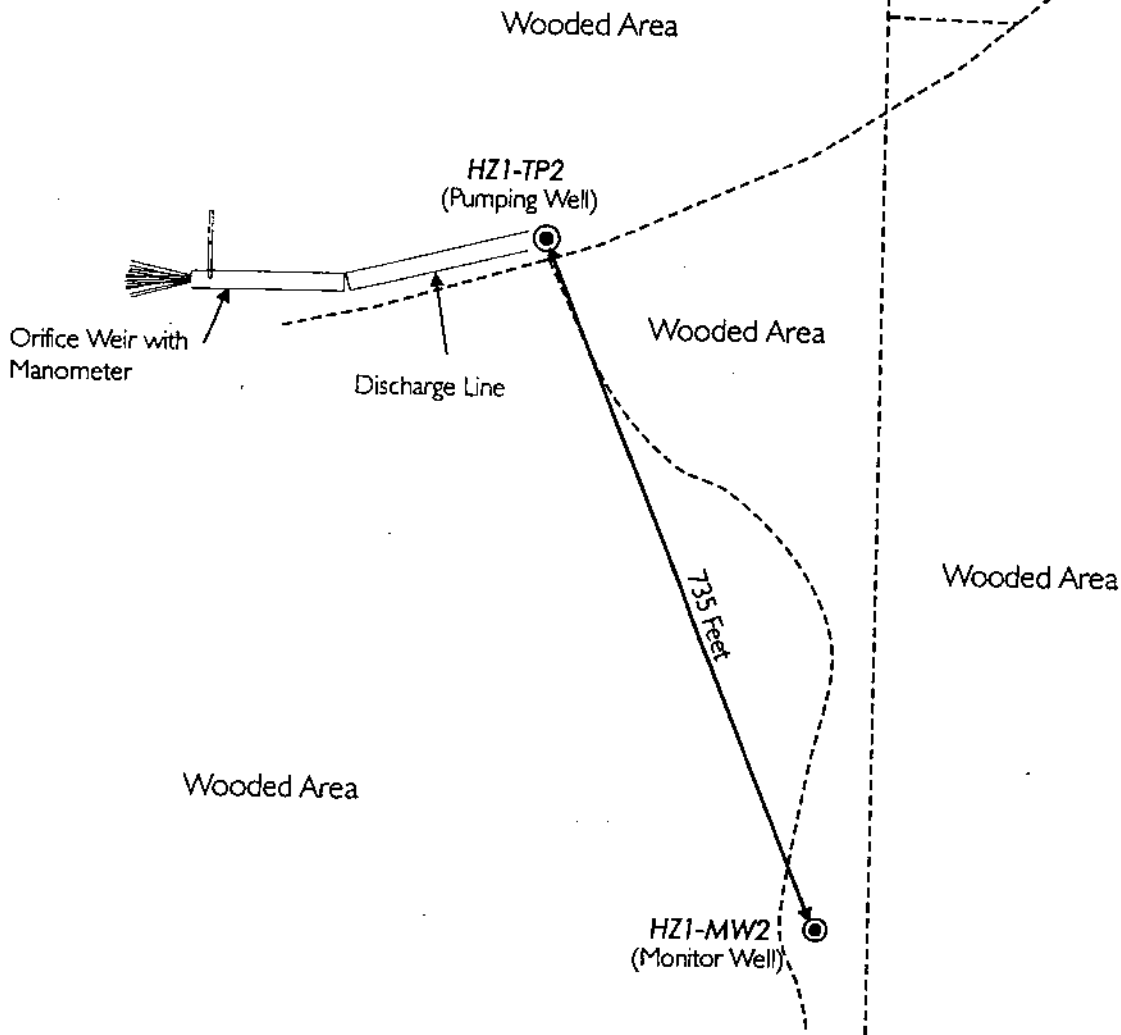 Wooded Area
HZ1-TP2
(Pumping Well)
Orifice Weir with
Manometer
Discharge Line
Wooded Area
735 Feet
Wooded Area
Wooded Area
HZ1-MW2
(Monitor Well)